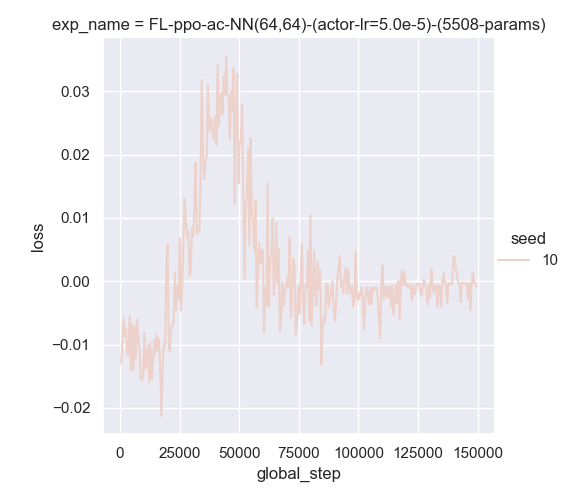 exp_name = FL-ppo-ac-NN(64,64)-(actor-lr=5.0e-5)-(5508-params)
0.03
0.02
0.01
0.00
−0.01
−0.02
loss
seed
10
0 25000 50000 75000 100000 125000 150000
global_step